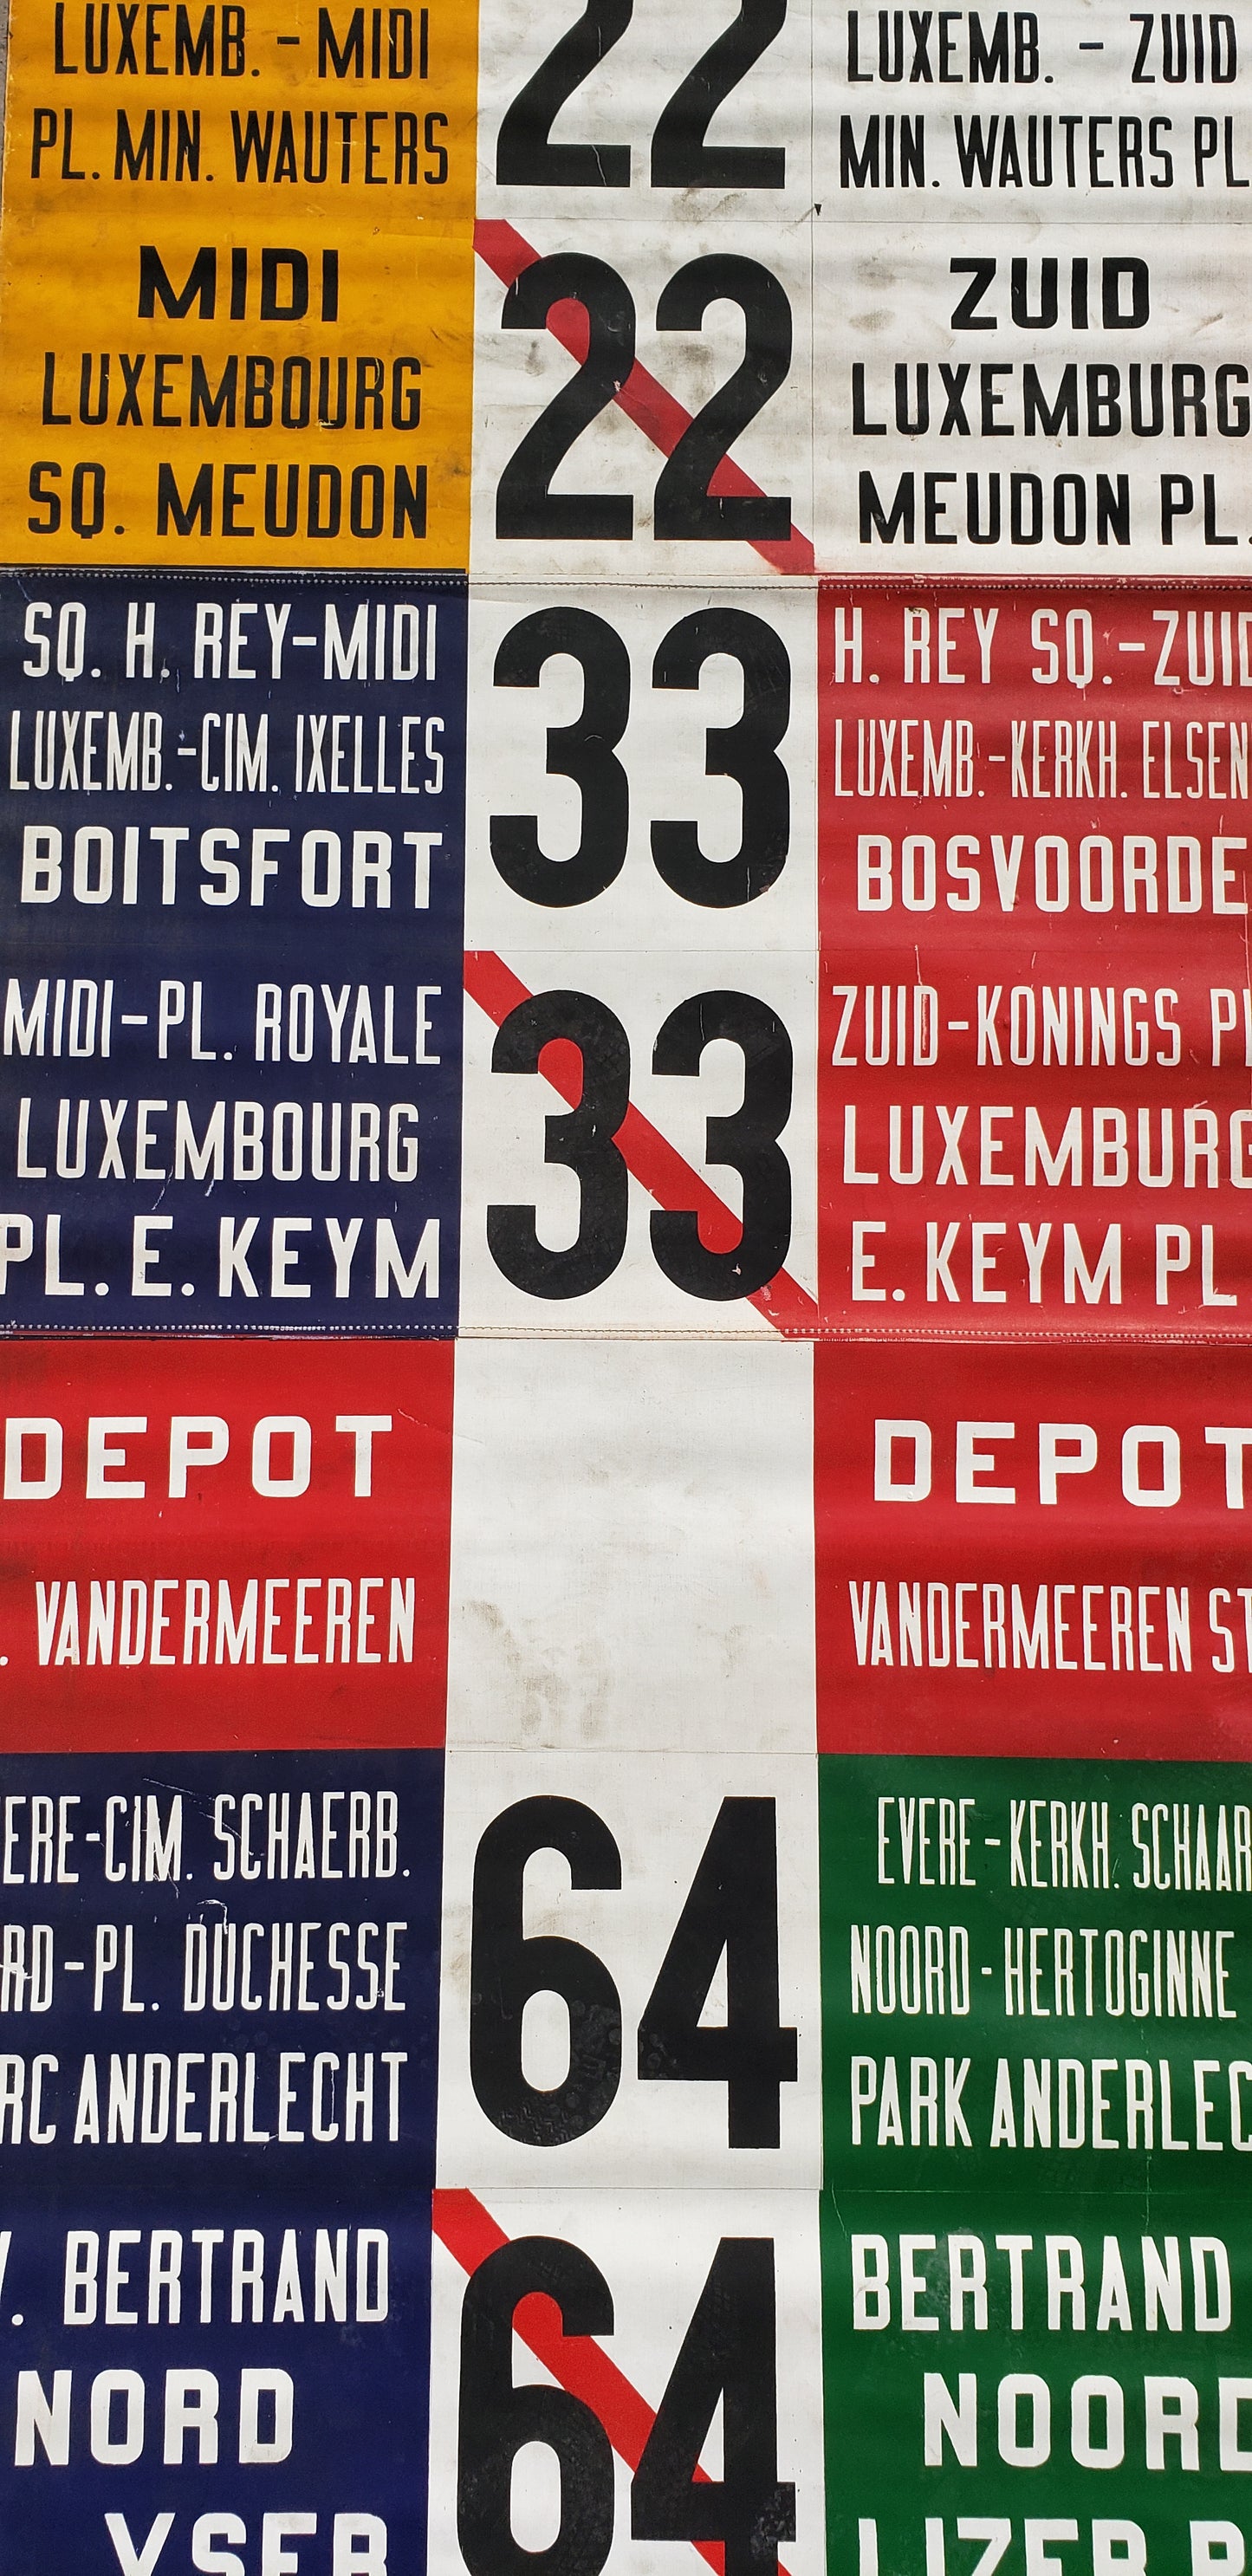 LUXEMB. - MIDI
PL. MIN. WAUTERS
22
LUXEMB. - ZUID
MIN. WAUTERS PL
MIDI
LUXEMBOURG
SQ. MEUDON
22
ZUID
LUXEMBURG
MEUDON PL.
SQ. H. REY-MIDI
LUXEMB.-CIM. IXELLES
BOITSFORT
33
H. REY SQ. -ZUID
LUXEMB.-KERKH. ELSEN
BOSVOORDE
MIDI-PL. ROYALE
LUXEMBOURG
PL. E. KEYM
33
ZUID-KONINGS PL
LUXEMBURG
E. KEYM PL
DEPOT
. VANDERMEEREN
DEPOT
VANDERMEEREN ST
ERE-CIM. SCHAERB.
RD-PL. DUCHESSE
RC ANDERLECHT
64
EVERE-KERKH. SCHAAR
NOORD-HERTOGINNE
PARK ANDERLEC
. BERTRAND
NORD
YSER
64
BERTRAND
NOORD
IJZER P